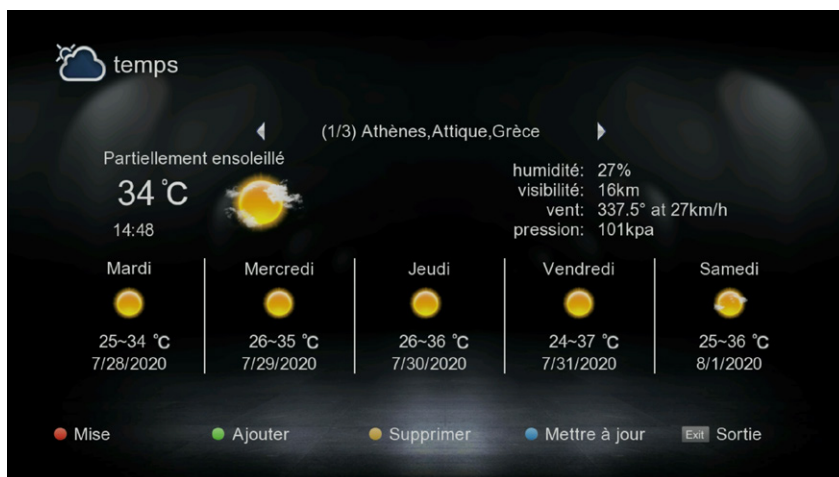 temps
(1/3) Athènes,Attique,Grèce
Partiellement ensoleillé
34 °C
14:48
humidité: 27%
visibilité: 16km
vent: 337.5° at 27km/h
pression: 101kpa
Mardi Mercredi Jeudi Vendredi Samedi
25~34 °C 26~35 °C 26~36 °C 24~37 °C 25~36 °C
7/28/2020 7/29/2020 7/30/2020 7/31/2020 8/1/2020
Mise Ajouter Supprimer Mettre à jour Exit Sortie